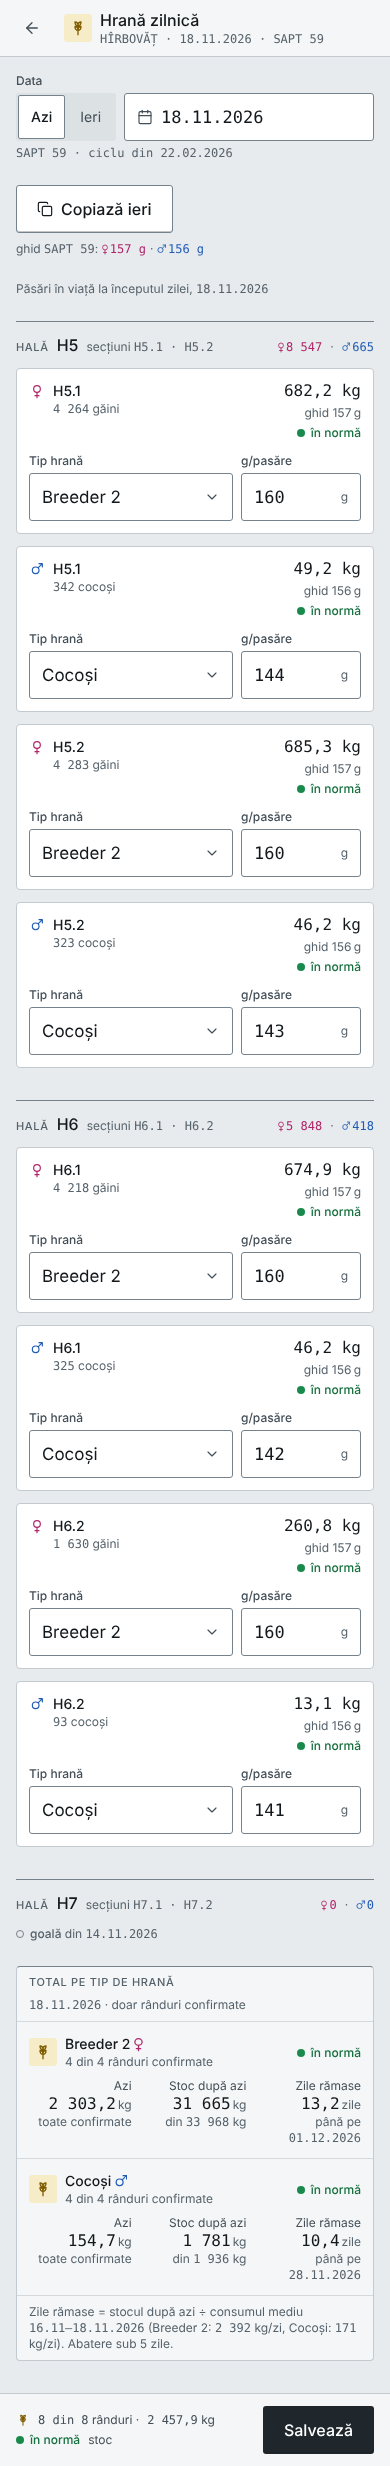 Hrană zilnică
HÎRBOVĂȚ · 18.11.2026 · SAPT 59
Data
Azi Ieri 18.11.2026
SAPT 59 · ciclu din 22.02.2026
Copiază ieri
ghid SAPT 59: ♀157 g · ♂156 g
Păsări în viață la începutul zilei, 18.11.2026
HALĂ H5 secțiuni H5.1 · H5.2 ♀8 547 · ♂665
♀ H5.1 682,2 kg
4 264 găini ghid 157 g
în normă
Tip hrană g/pasăre
Breeder 2 160 g
♂ H5.1 49,2 kg
342 cocoși ghid 156 g
în normă
Tip hrană g/pasăre
Cocoși 144 g
♀ H5.2 685,3 kg
4 283 găini ghid 157 g
în normă
Tip hrană g/pasăre
Breeder 2 160 g
♂ H5.2 46,2 kg
323 cocoși ghid 156 g
în normă
Tip hrană g/pasăre
Cocoși 143 g
HALĂ H6 secțiuni H6.1 · H6.2 ♀5 848 · ♂418
♀ H6.1 674,9 kg
4 218 găini ghid 157 g
în normă
Tip hrană g/pasăre
Breeder 2 160 g
♂ H6.1 46,2 kg
325 cocoși ghid 156 g
în normă
Tip hrană g/pasăre
Cocoși 142 g
♀ H6.2 260,8 kg
1 630 găini ghid 157 g
în normă
Tip hrană g/pasăre
Breeder 2 160 g
♂ H6.2 13,1 kg
93 cocoși ghid 156 g
în normă
Tip hrană g/pasăre
Cocoși 141 g
HALĂ H7 secțiuni H7.1 · H7.2 ♀0 · ♂0
goală din 14.11.2026
TOTAL PE TIP DE HRANĂ
18.11.2026 · doar rânduri confirmate
Breeder 2 ♀ în normă
4 din 4 rânduri confirmate
Azi Stoc după azi Zile rămase
2 303,2 kg 31 665 kg 13,2 zile
toate confirmate din 33 968 kg până pe
01.12.2026
Cocoși ♂ în normă
4 din 4 rânduri confirmate
Azi Stoc după azi Zile rămase
154,7 kg 1 781 kg 10,4 zile
toate confirmate din 1 936 kg până pe
28.11.2026
Zile rămase = stocul după azi ÷ consumul mediu
16.11–18.11.2026 (Breeder 2: 2 392 kg/zi, Cocoși: 171
kg/zi). Abatere sub 5 zile.
8 din 8 rânduri · 2 457,9 kg
în normă stoc
Salvează